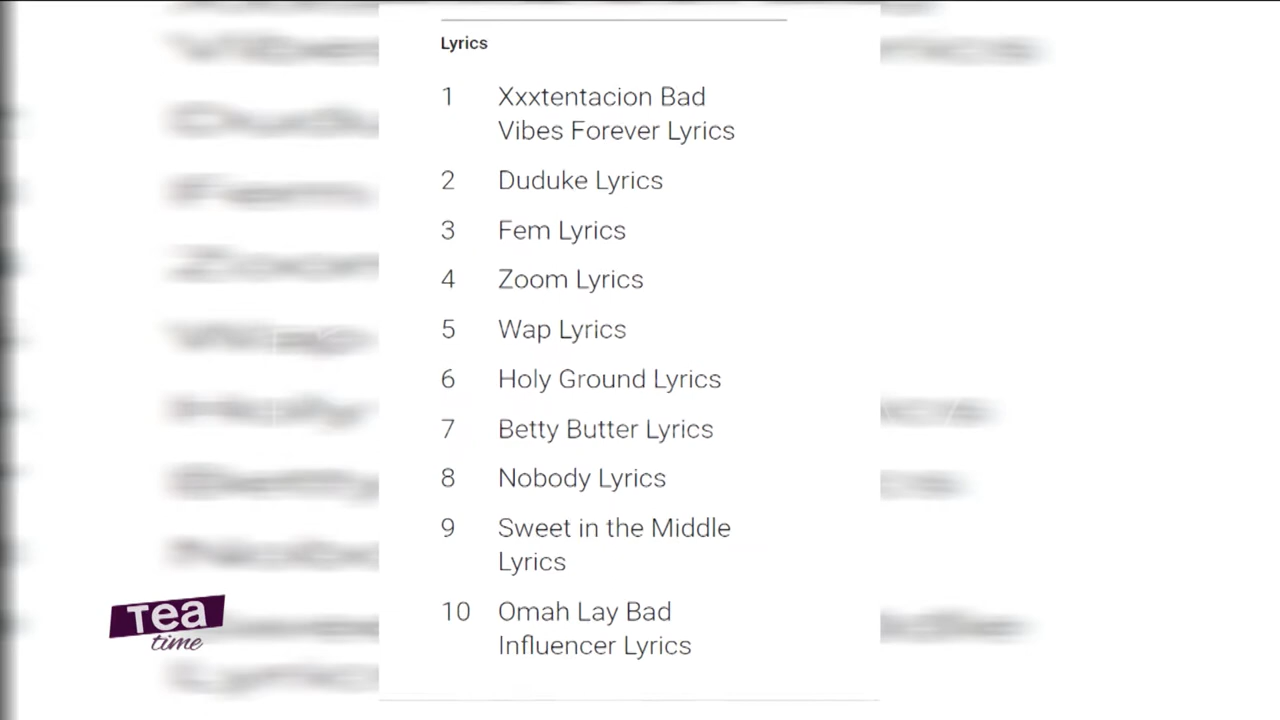 Lyrics
1 Xxxtentacion Bad
Vibes Forever Lyrics
2 Duduke Lyrics
3 Fem Lyrics
4 Zoom Lyrics
5 Wap Lyrics
6 Holy Ground Lyrics
7 Betty Butter Lyrics
8 Nobody Lyrics
9 Sweet in the Middle
Lyrics
10 Omah Lay Bad
Influencer Lyrics
Tea
time